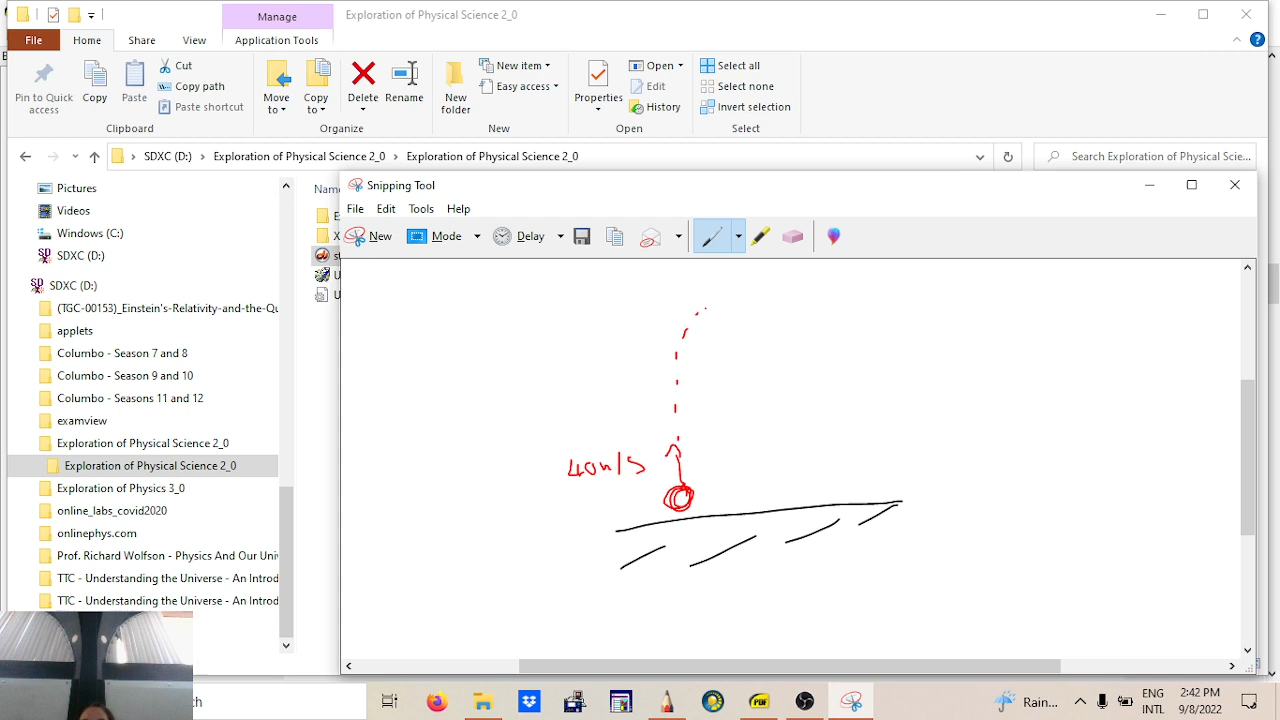 Manage
Exploration of Physical Science 2_0
File
Home
Share
View
Application Tools
Pin to Quick access
Copy
Paste
Cut
Copy path
Paste shortcut
Clipboard
Move to
Copy to
Delete
Rename
Organize
New folder
New item
Easy access
New
Properties
Open
Edit
History
Open
Select all
Select none
Invert selection
Select
SDXC (D:)
Exploration of Physical Science 2_0
Exploration of Physical Science 2_0
Search Exploration of Physical Scie...
Pictures
Videos
Windows (C:)
SDXC (D:)
SDXC (D:)
(TGC-00153)_Einstein's-Relativity-and-the-Qu
applets
Columbo - Season 7 and 8
Columbo - Season 9 and 10
Columbo - Seasons 11 and 12
examview
Exploration of Physical Science 2_0
Exploration of Physical Science 2_0
Exploration of Physics 3_0
online_labs_covid2020
onlinephys.com
Prof. Richard Wolfson - Physics And Our Uni
TTC - Understanding the Universe - An Introd
TTC - Understanding the Universe - An Introd
Snipping Tool
File
Edit
Tools
Help
New
Mode
Delay
40m/s
PDF
Rain...
ENG
INTL
2:42 PM
9/8/2022